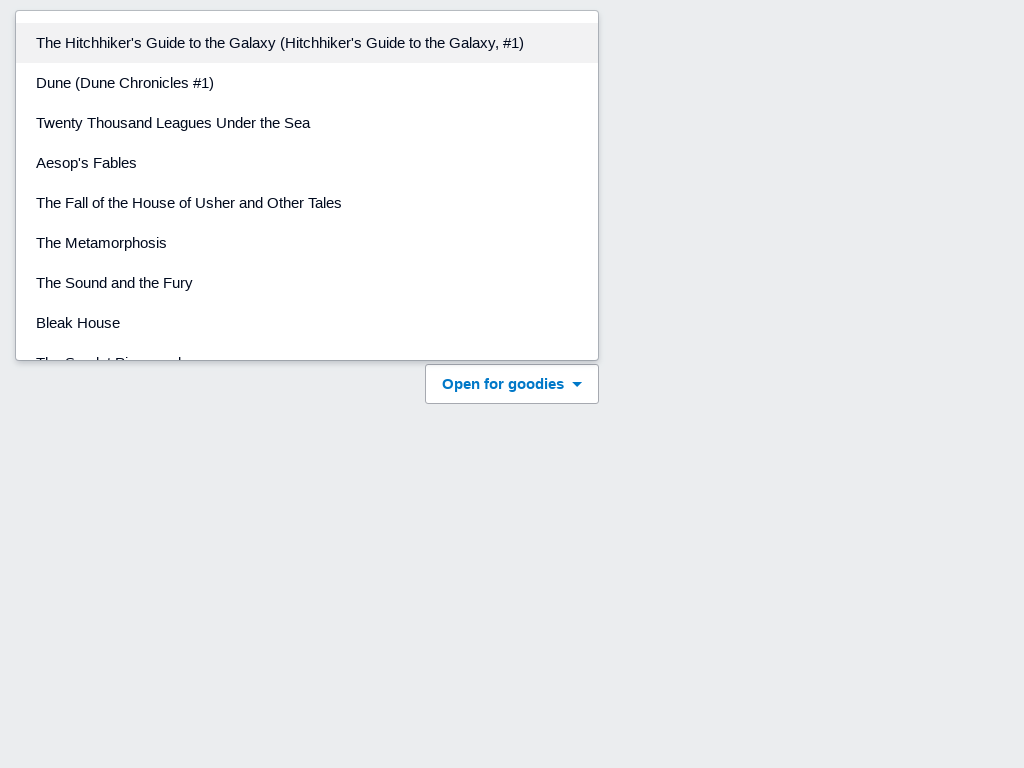 The Hitchhiker's Guide to the Galaxy (Hitchhiker's Guide to the Galaxy, #1)
Dune (Dune Chronicles #1)
Twenty Thousand Leagues Under the Sea
Aesop's Fables
The Fall of the House of Usher and Other Tales
The Metamorphosis
The Sound and the Fury
Bleak House
The
Open for goodies